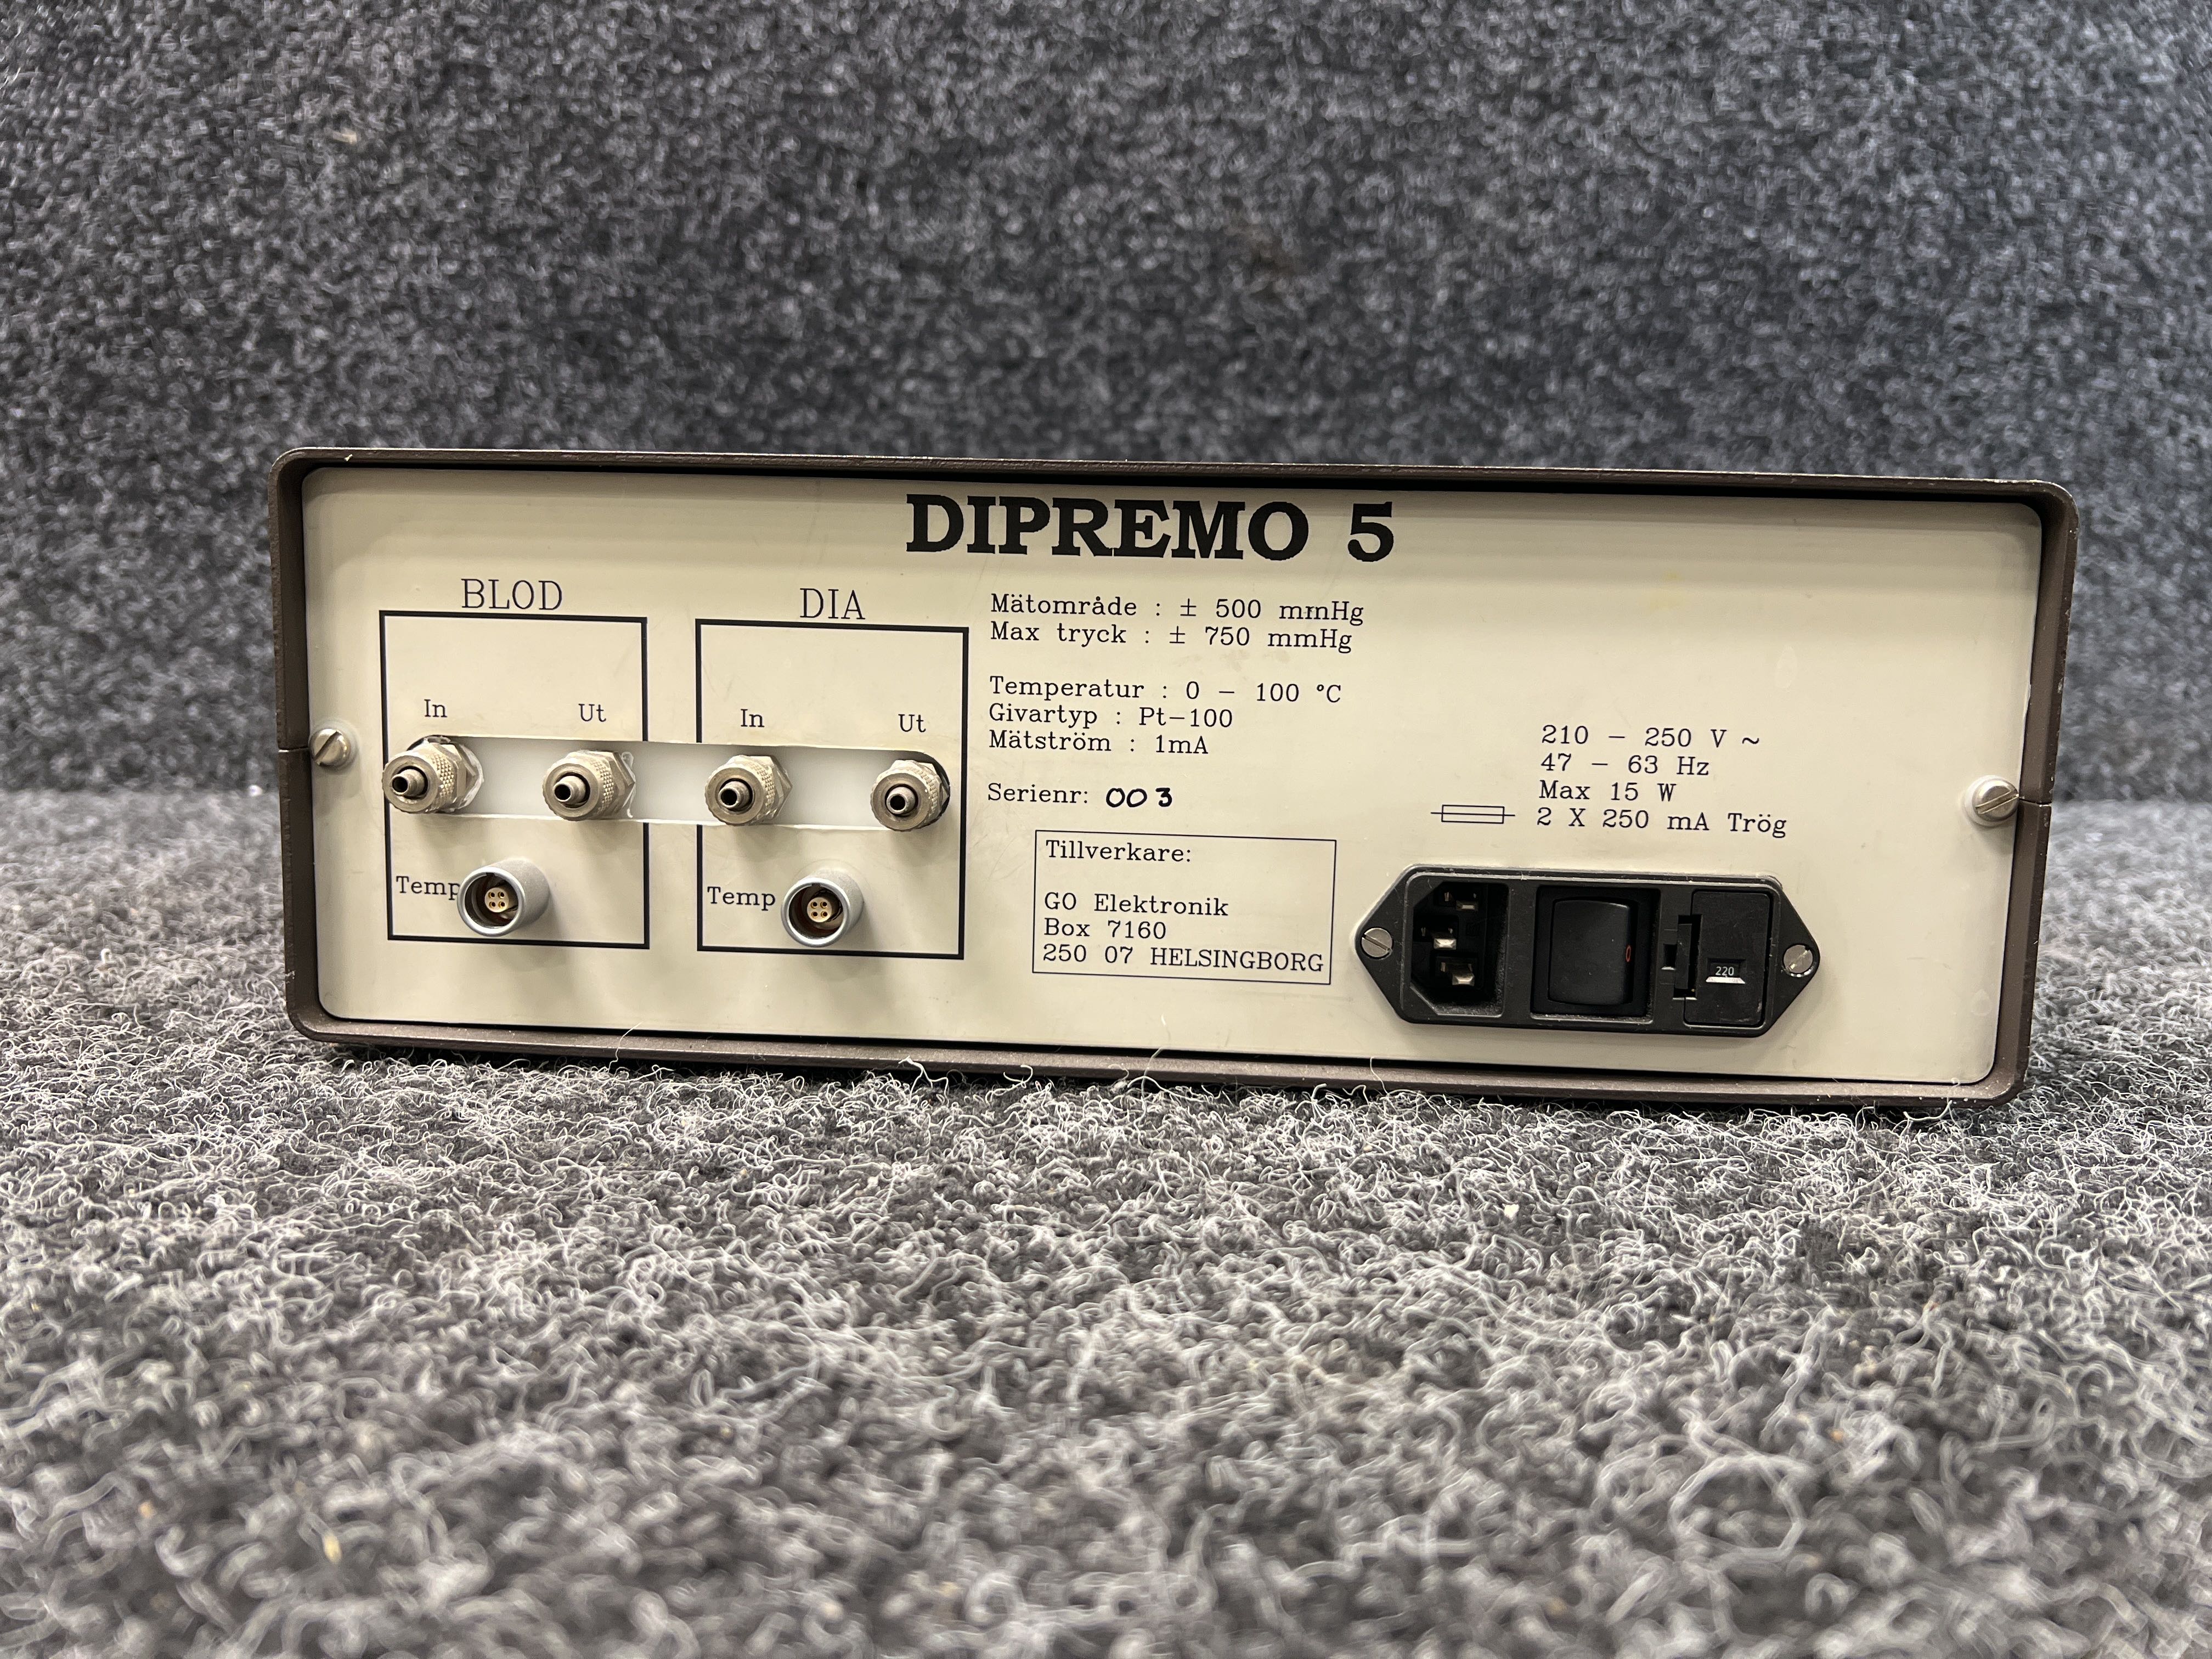 DIPREMO 5
BLOD
In
Ut
Temp
DIA
In
Ut
Temp
Mätområde : ± 500 mmHg
Max tryck : ± 750 mmHg
Temperatur : 0 – 100 °C
Givartyp : Pt–100
Mätström : 1mA
Serienr: 003
Tillverkare:
GO Elektronik
Box 7160
250 07 HELSINGBORG
210 – 250 V ~
47 – 63 Hz
Max 15 W
2 X 250 mA Trög
220